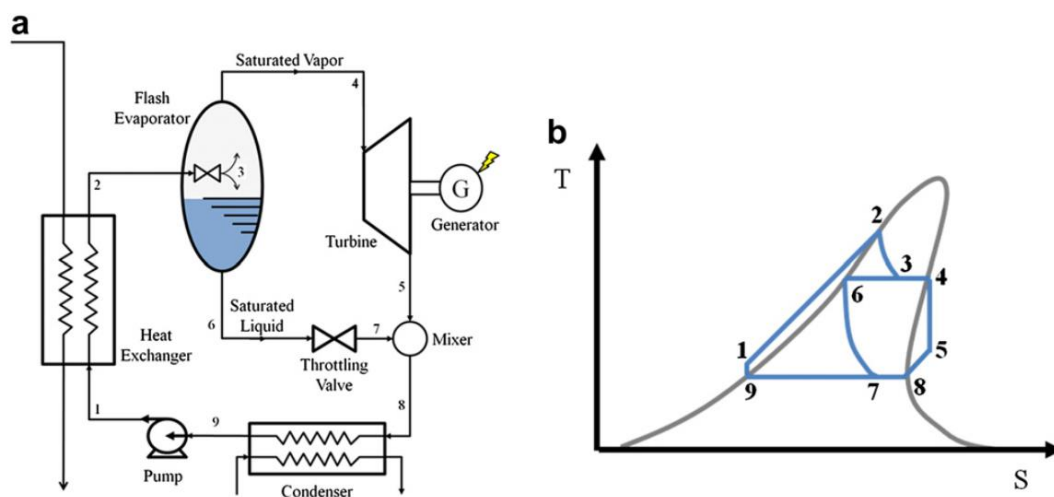 a
Saturated Vapor
4
Flash
Evaporator
3
2
G
Generator
Turbine
5
6
Saturated
Liquid
7
Mixer
Throttling
Valve
Heat
Exchanger
8
1
9
Pump
Condenser
b
T
2
3
4
6
1
5
9
7
8
S